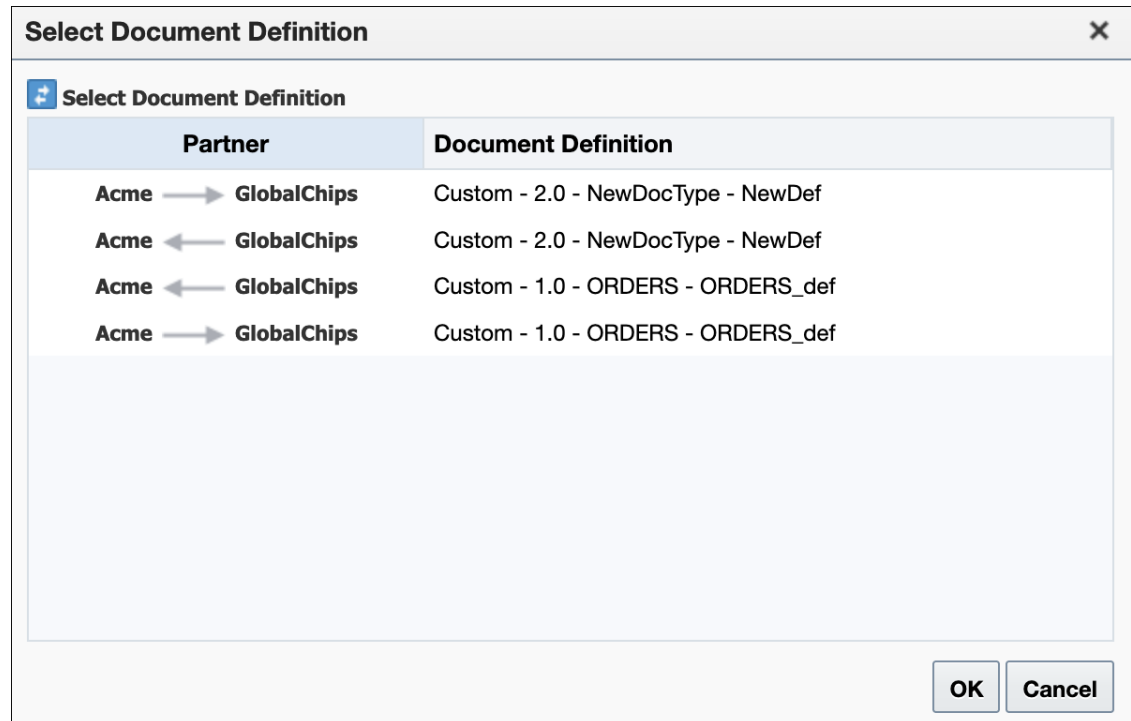 Select Document Definition
Select Document Definition
Partner Document Definition
Acme GlobalChips Custom - 2.0 - NewDocType - NewDef
Acme GlobalChips Custom - 2.0 - NewDocType - NewDef
Acme GlobalChips Custom - 1.0 - ORDERS - ORDERS_def
Acme GlobalChips Custom - 1.0 - ORDERS - ORDERS_def
OK Cancel